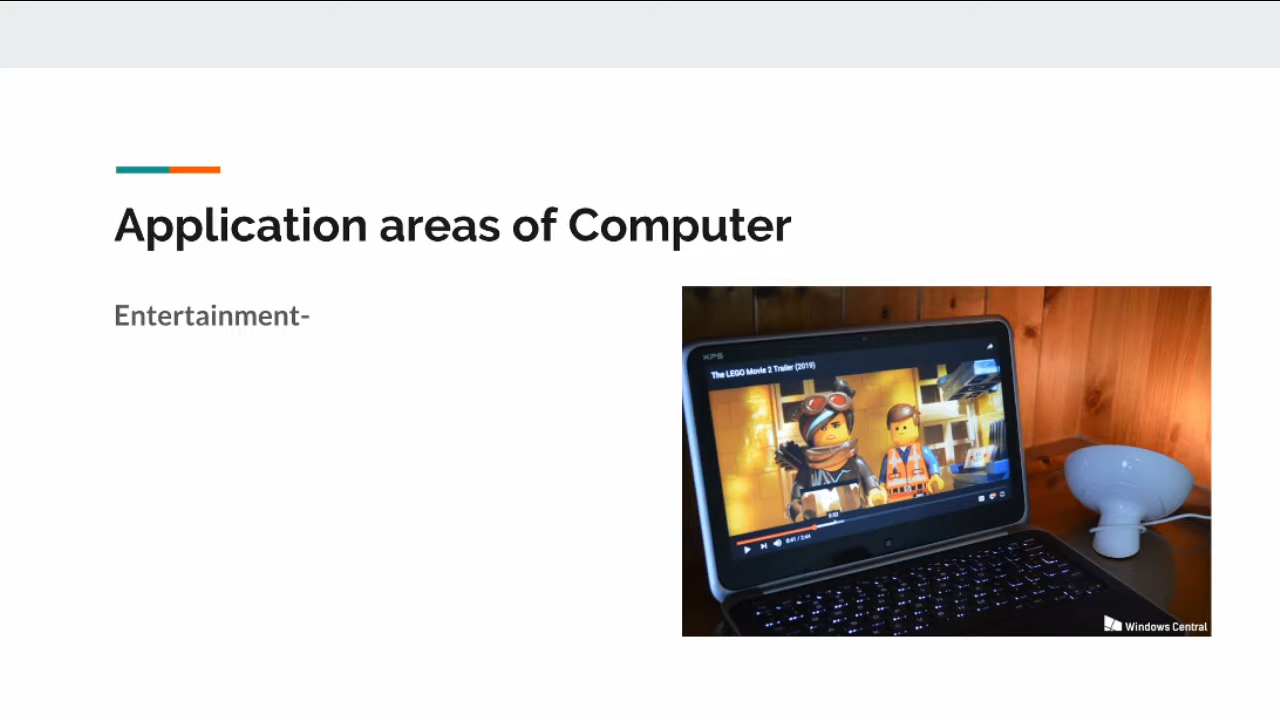 Application areas of Computer
Entertainment-
XPS
The LEGO Movie 2 Trailer (2019)
0:41 / 2:44
Windows Central